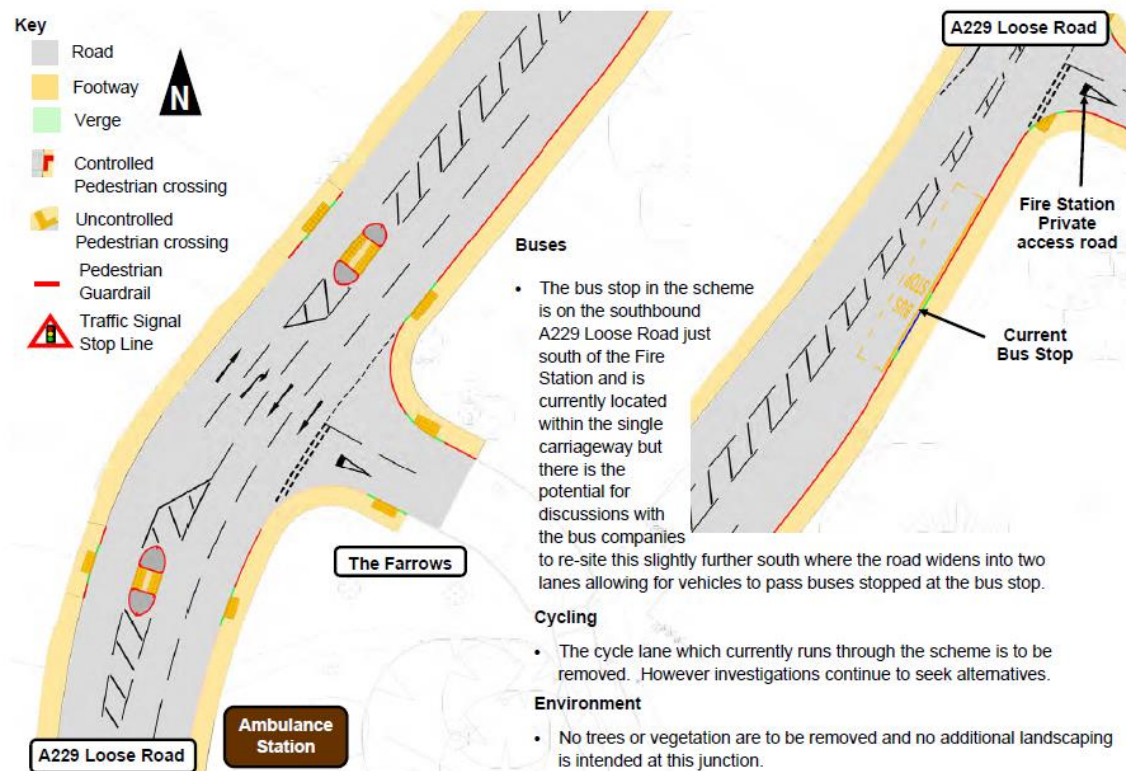 Key
Road
Footway
Verge
Controlled
Pedestrian crossing
Uncontrolled
Pedestrian crossing
Pedestrian
Guardrail
Traffic Signal
Stop Line
N
A229 Loose Road
Fire Station
Private
access road
BUS
STOP
Current
Bus Stop
Buses
• The bus stop in the scheme
is on the southbound
A229 Loose Road just
south of the Fire
Station and is
currently located
within the single
carriageway but
there is the
potential for
discussions with
the bus companies
to re-site this slightly further south where the road widens into two
lanes allowing for vehicles to pass buses stopped at the bus stop.
Cycling
• The cycle lane which currently runs through the scheme is to be
removed. However investigations continue to seek alternatives.
Environment
• No trees or vegetation are to be removed and no additional landscaping
is intended at this junction.
The Farrows
Ambulance
Station
A229 Loose Road